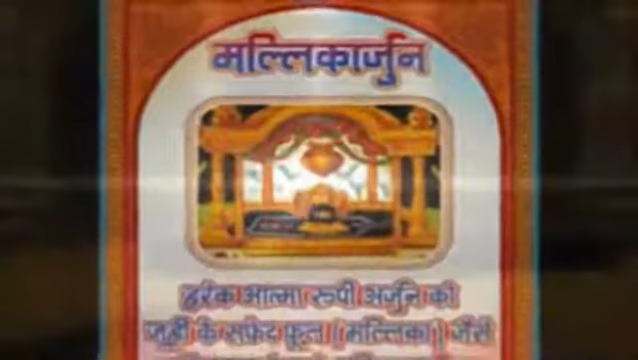 मल्लिकार्जुन
हरेक आत्मा रूपी अर्जुन को
जूही के सफेद फूल (मल्लिका) जैसे